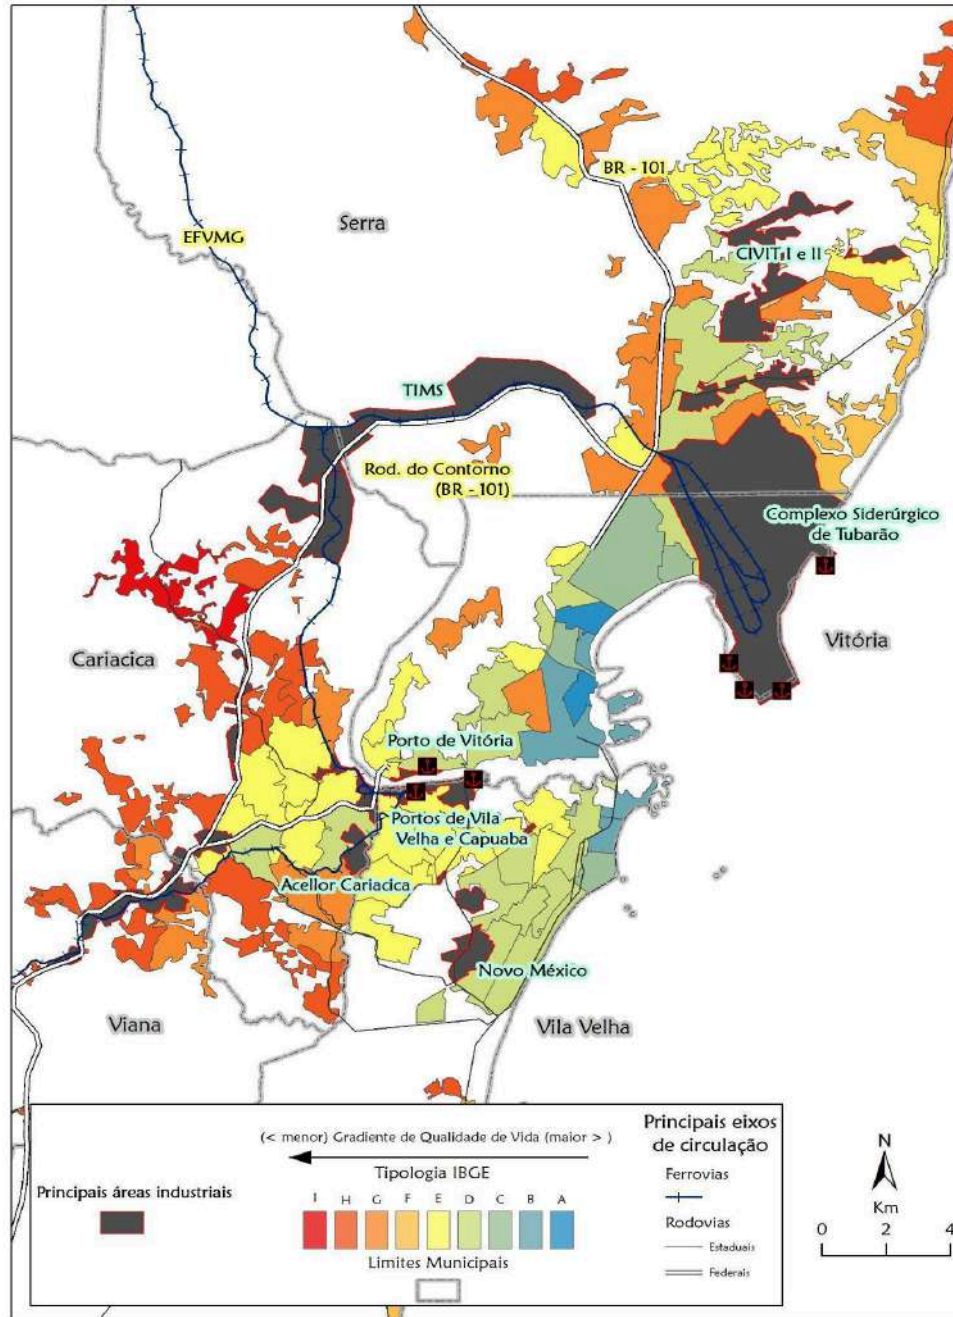 BR - 101
Serra
EFVMG
CIVIT I e II
TIMS
Rod. do Contorno
(BR - 101)
Complexo Siderúrgico
de Tubarão
Cariacica
Vitória
Porto de Vitória
Portos de Vila
Velha e Capuaba
Acellor Cariacica
Novo México
Viana
Vila Velha
(< menor) Gradiente de Qualidade de Vida (maior > )
Tipologia IBGE
I H G F E D C B A
Limites Municipais
Principais áreas industriais
Principais eixos
de circulação
Ferrovias
Rodovias
Estaduais
Federais
N
Km
0 2 4